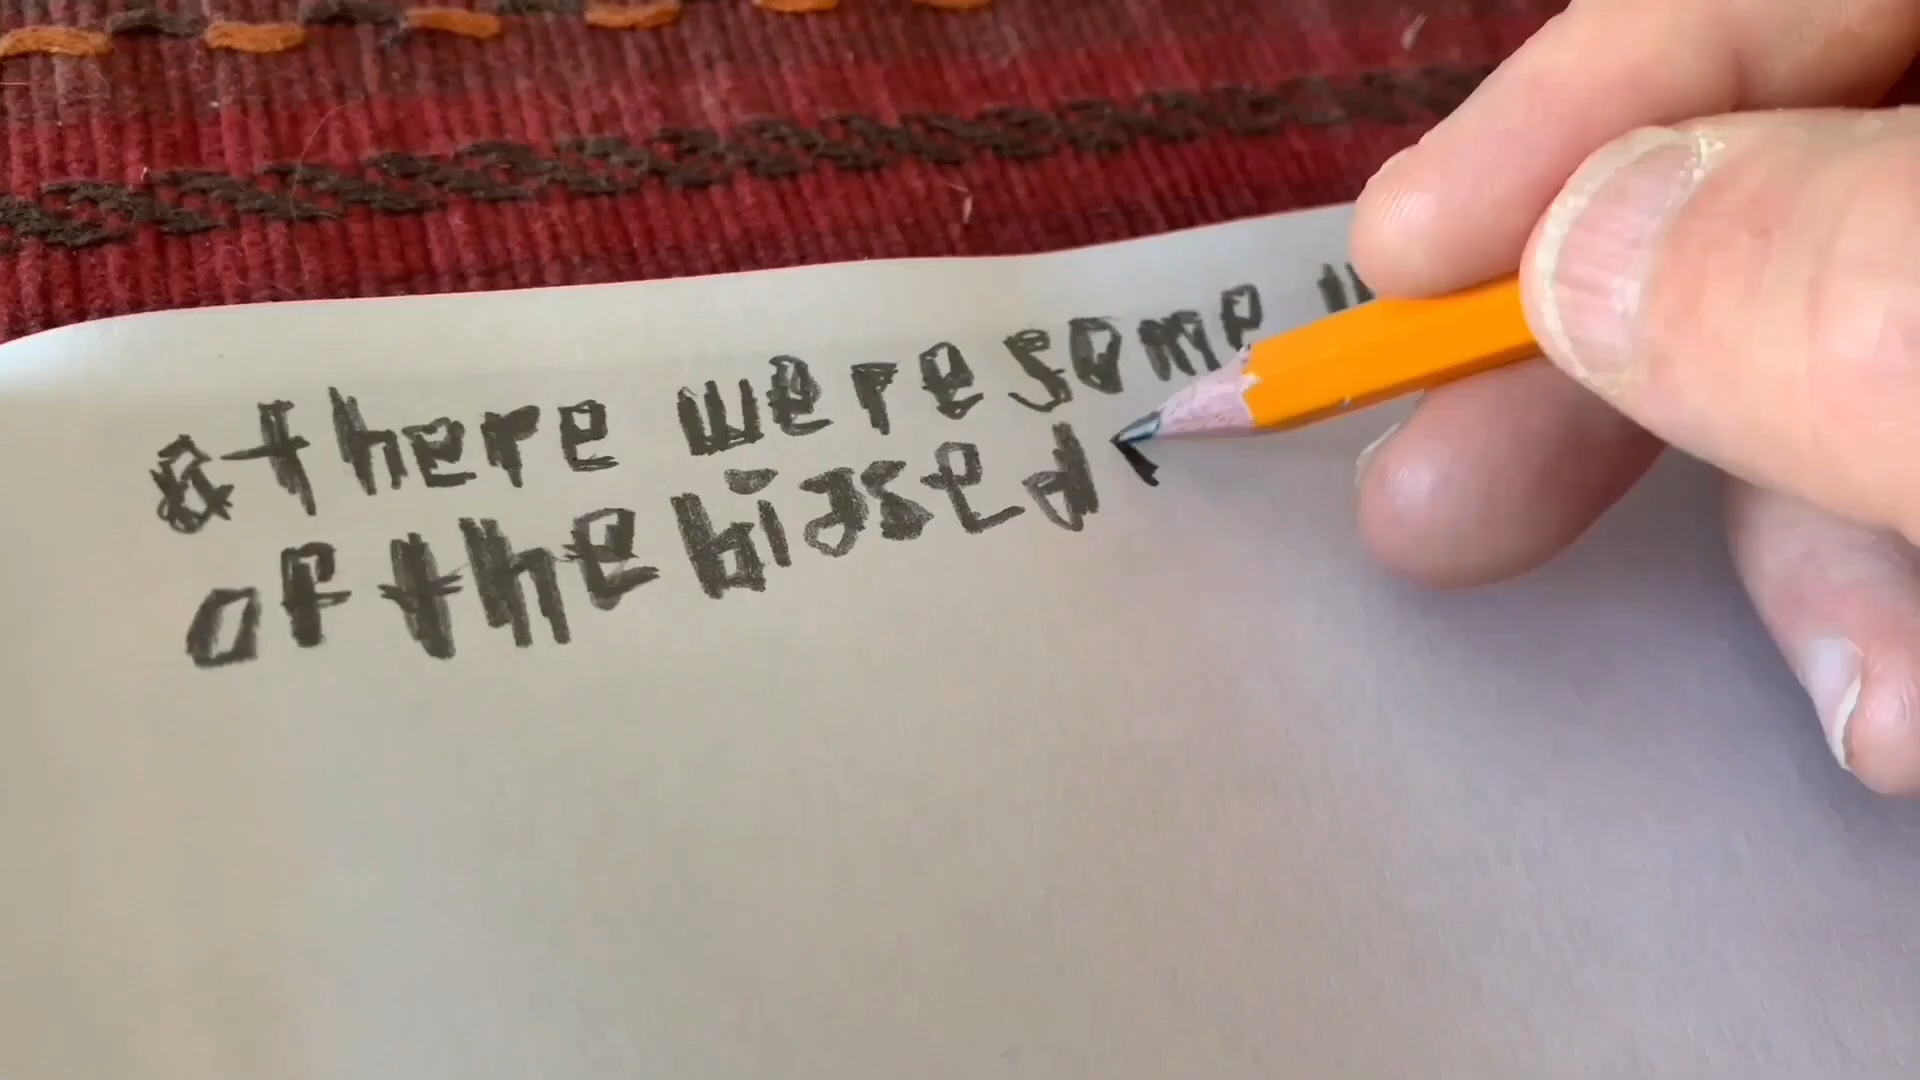 a there were some
of the biased